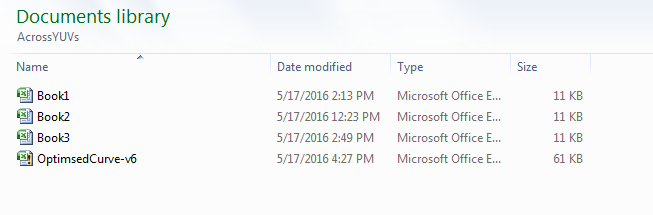 Documents library
AcrossYUVs
Name Date modified Type Size
Book1 5/17/2016 2:13 PM Microsoft Office E... 11 KB
Book2 5/17/2016 12:23 PM Microsoft Office E... 11 KB
Book3 5/17/2016 2:49 PM Microsoft Office E... 11 KB
OptimsedCurve-v6 5/17/2016 4:27 PM Microsoft Office E... 61 KB